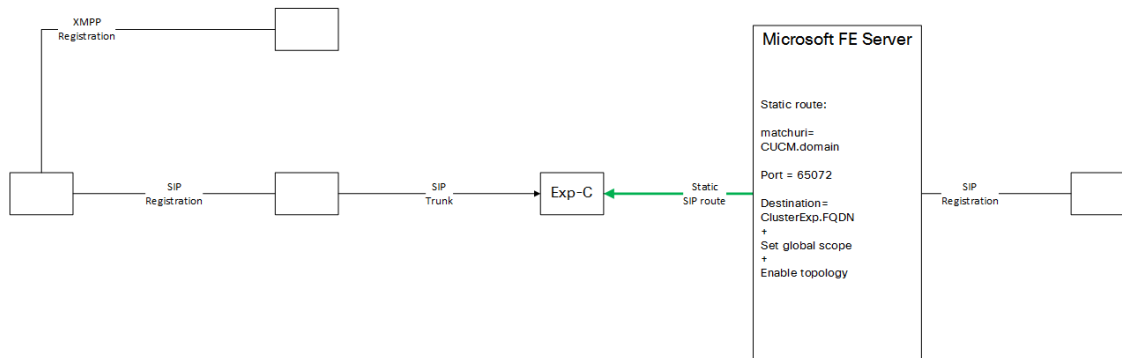 XMPP
Registration
Microsoft FE Server
Static route:
matchuri=
CUCM.domain
Port = 65072
Destination=
ClusterExp.FQDN
+
Set global scope
+
Enable topology
SIP
Registration
SIP
Trunk
Exp-C
Static
SIP route
SIP
Registration